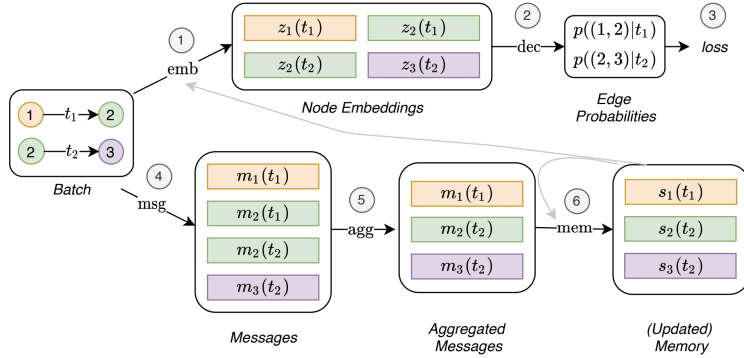 1
emb
z₁(t₁)
z₂(t₁)
z₂(t₂)
z₃(t₂)
Node Embeddings
2
dec
p((1, 2)|t₁)
p((2, 3)|t₂)
Edge
Probabilities
3
loss
1 t₁ 2
2 t₂ 3
Batch
4
msg
m₁(t₁)
m₂(t₁)
m₂(t₂)
m₃(t₂)
Messages
5
agg
m₁(t₁)
m₂(t₂)
m₃(t₂)
Aggregated
Messages
6
mem
s₁(t₁)
s₂(t₂)
s₃(t₂)
(Updated)
Memory